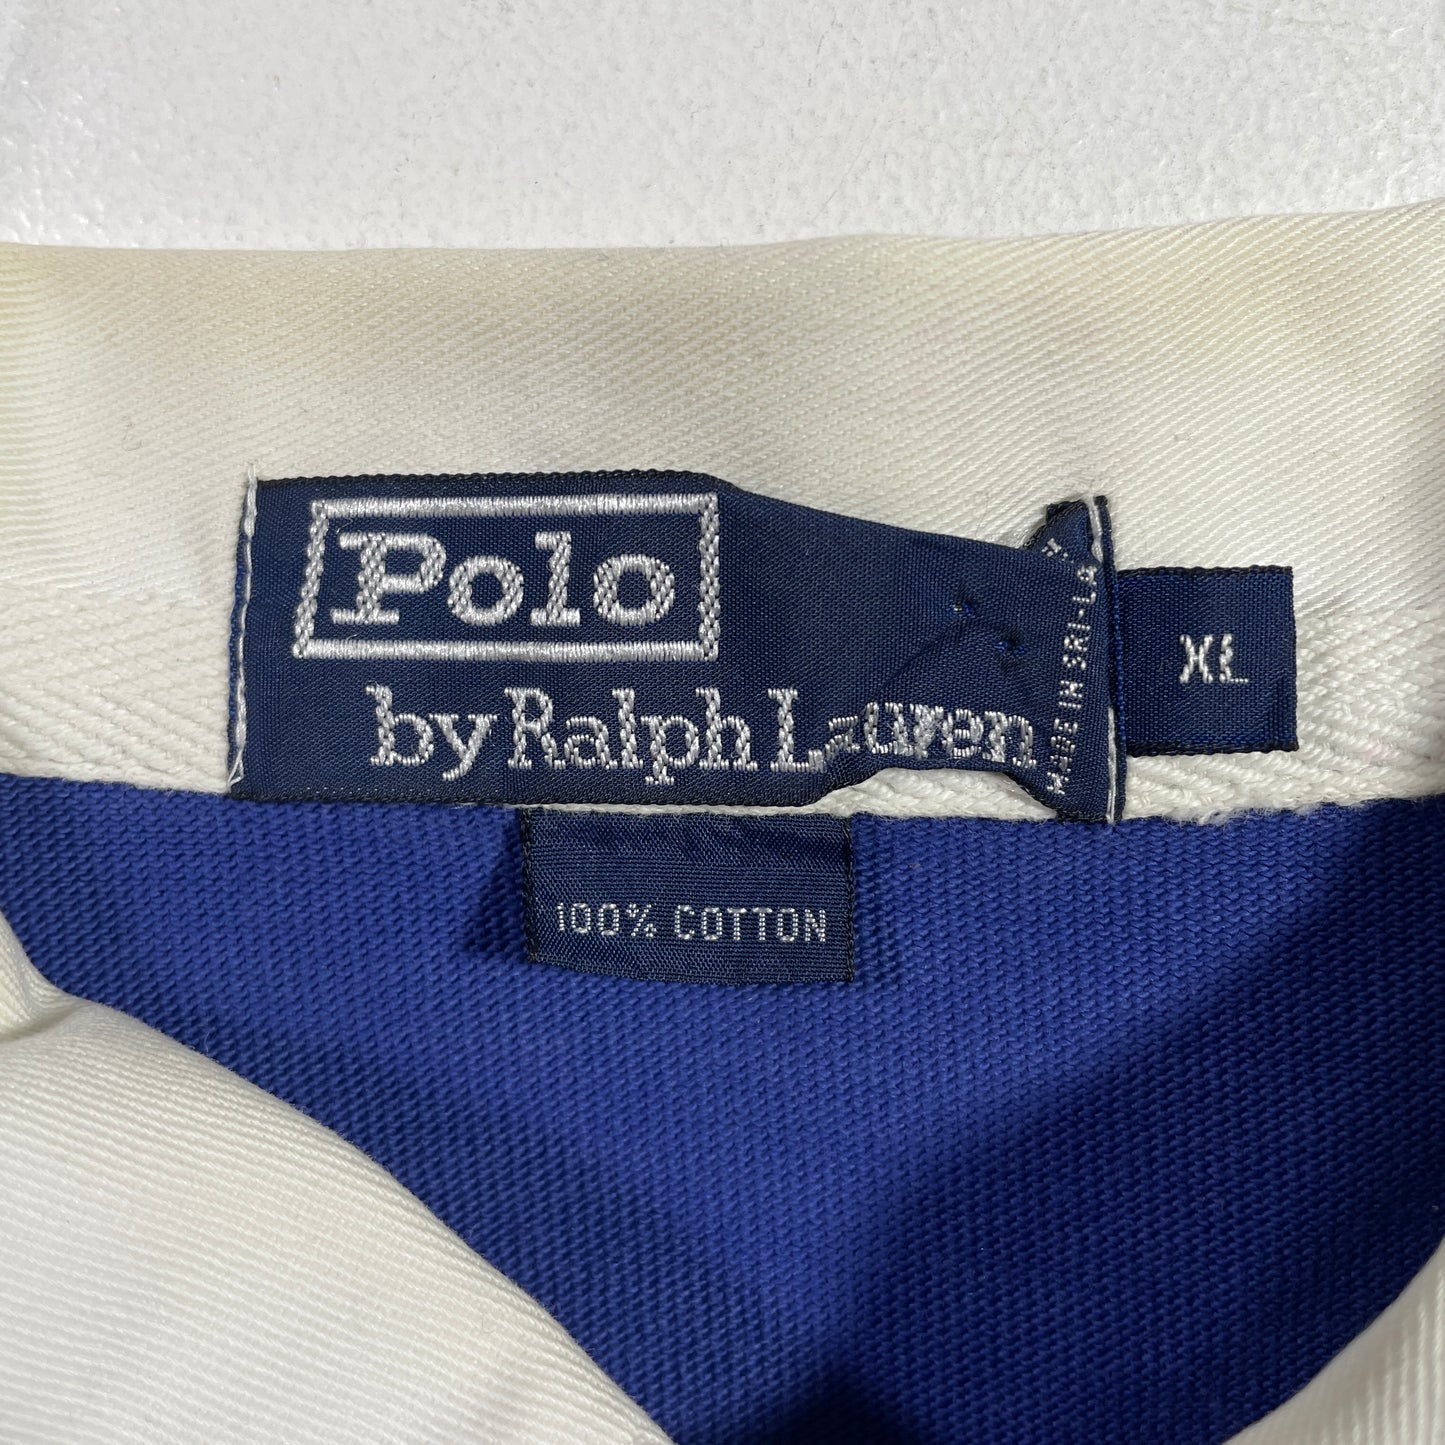 Polo
by Ralph Lauren
MADE IN SRI-LANKA
XL
100% COTTON